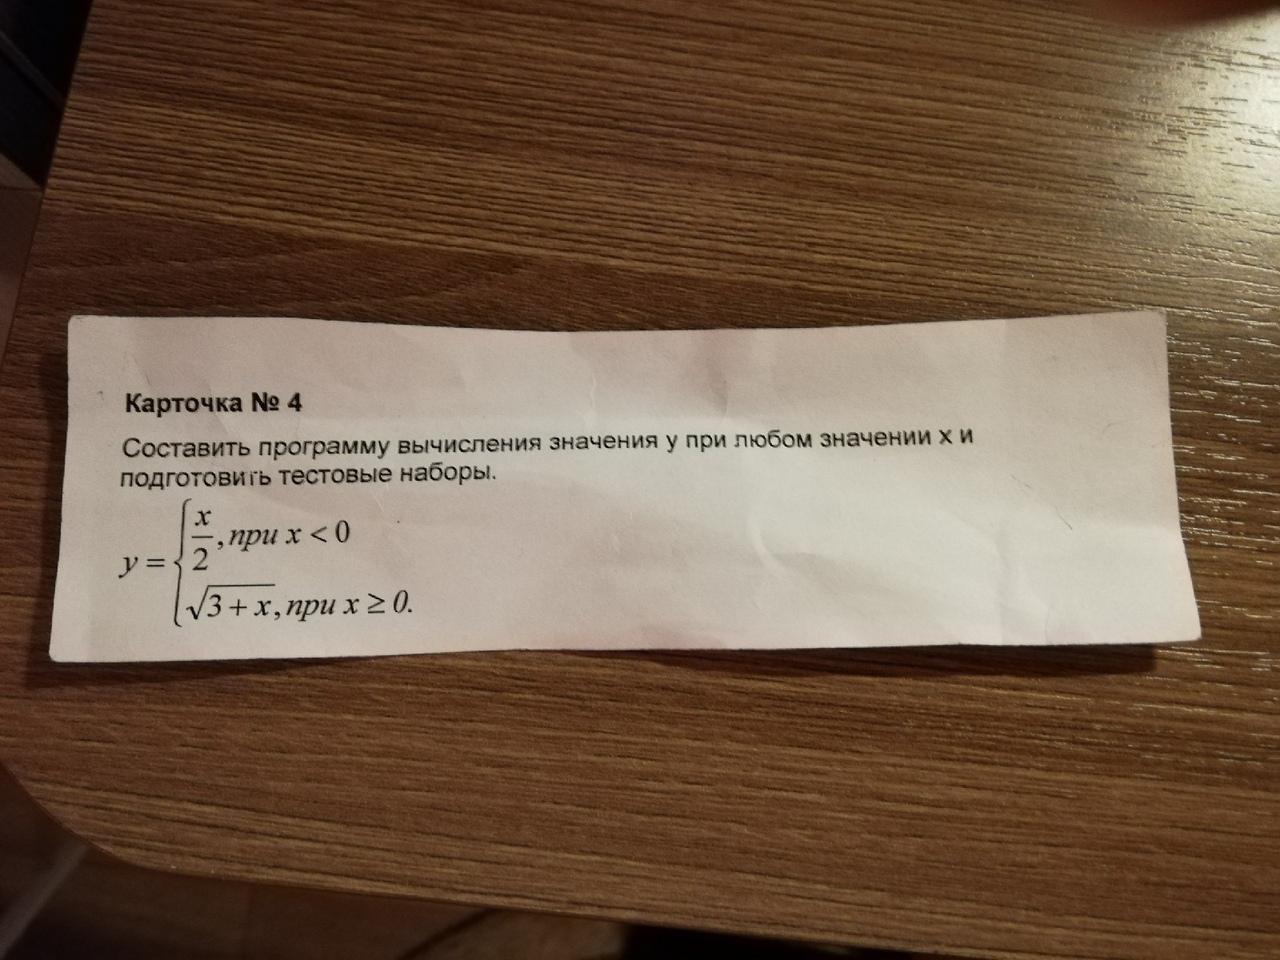 Карточка № 4
Составить программу вычисления значения y при любом значении x и
подготовить тестовые наборы.
y = { x/2, при x < 0
√3 + x, при x ≥ 0.